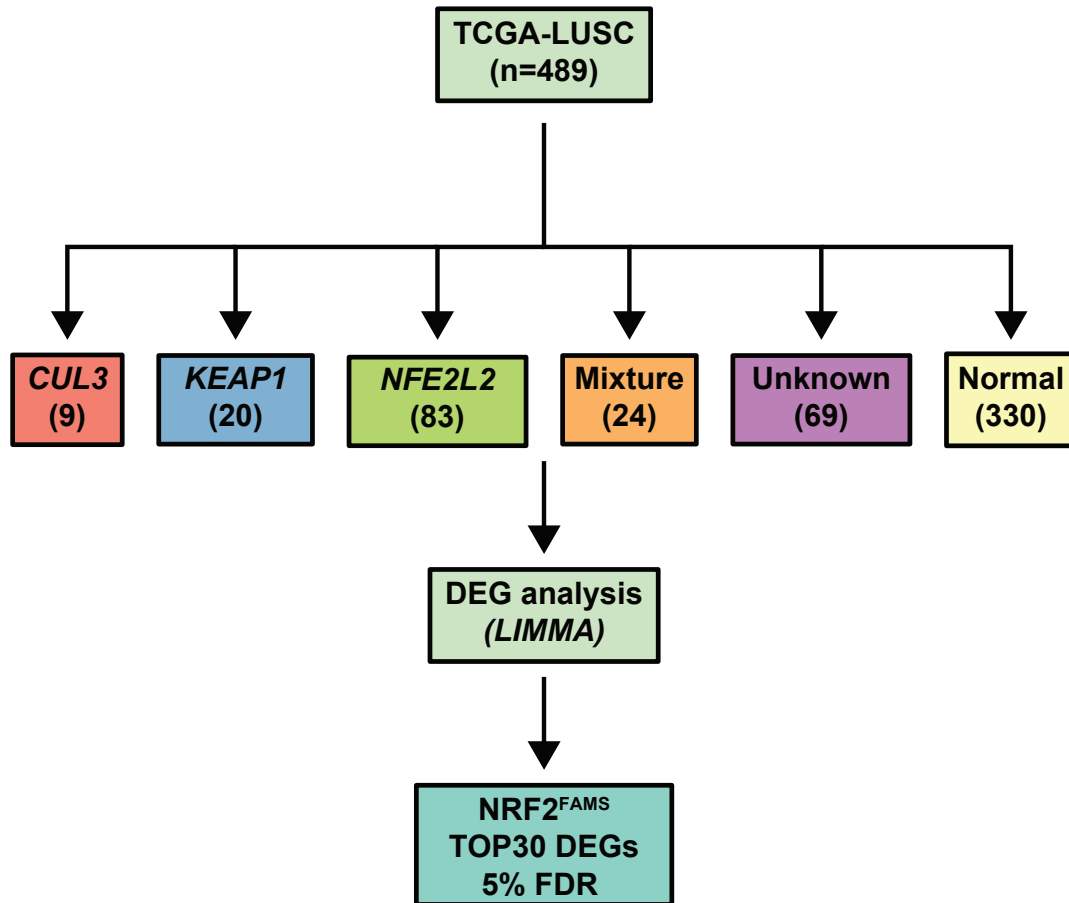 TCGA-LUSC
(n=489)
CUL3
(9)
KEAP1
(20)
NFE2L2
(83)
Mixture
(24)
Unknown
(69)
Normal
(330)
DEG analysis
(LIMMA)
NRF2FAMS
TOP30 DEGs
5% FDR